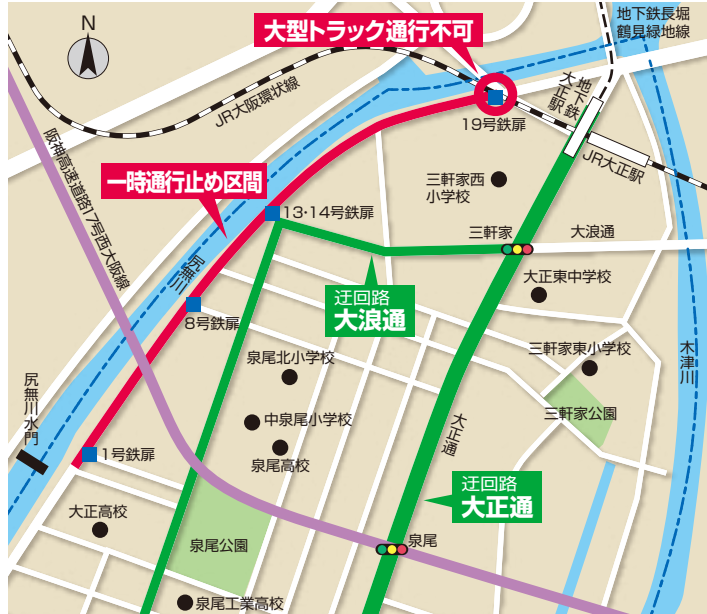 大型トラック通行不可
地下鉄長堀
鶴見緑地線
N
JR大阪環状線
地下鉄
大正駅
19号鉄扉
JR大正駅
阪神高速道路17号西大阪線
一時通行止め区間
三軒家西
小学校
13・14号鉄扉
三軒家
大浪通
尻無川
大正東中学校
迂回路
大浪通
8号鉄扉
木津川
三軒家東小学校
泉尾北小学校
尻無川水門
中泉尾小学校
三軒家公園
大正通
1号鉄扉
泉尾高校
迂回路
大正通
大正高校
泉尾公園
泉尾
泉尾工業高校